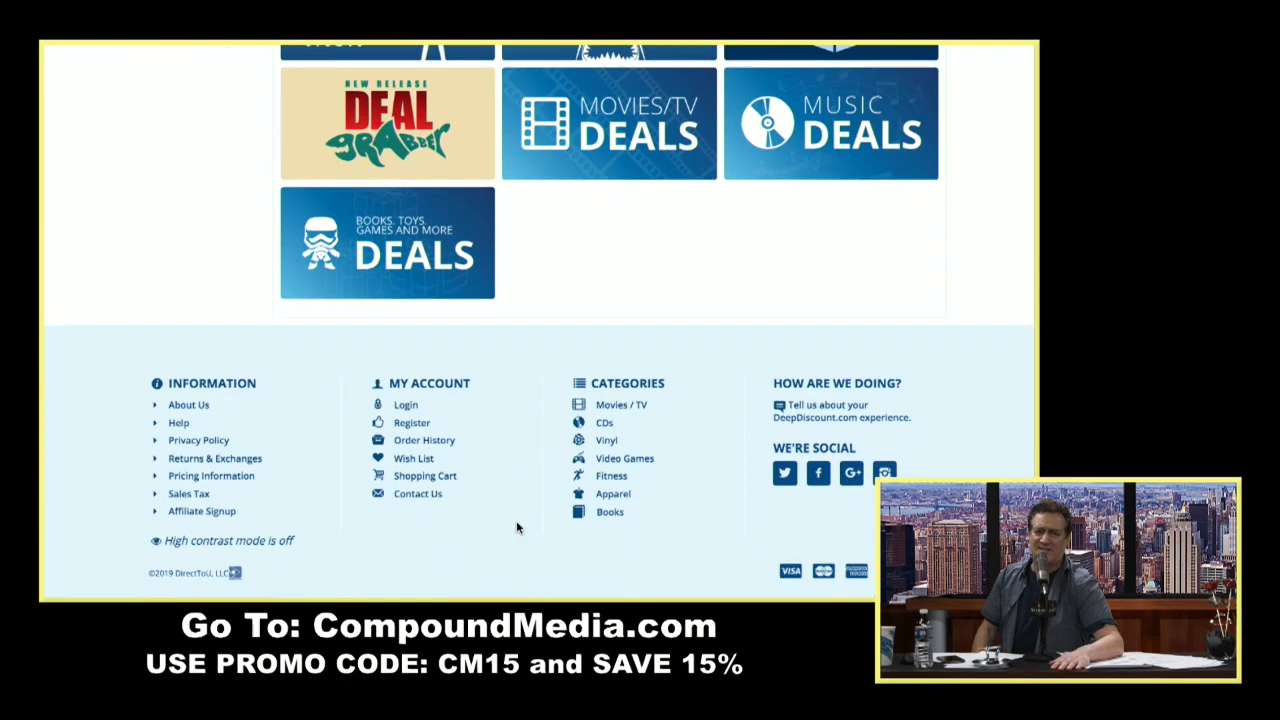 NEW RELEASE
DEAL
grabber
MOVIES/TV
DEALS
MUSIC
DEALS
BOOKS, TOYS,
GAMES AND MORE
DEALS
INFORMATION
About Us
Help
Privacy Policy
Returns & Exchanges
Pricing Information
Sales Tax
Affiliate Signup
High contrast mode is off
©2019 DirectToU, LLC
MY ACCOUNT
Login
Register
Order History
Wish List
Shopping Cart
Contact Us
CATEGORIES
Movies / TV
CDs
Vinyl
Video Games
Fitness
Apparel
Books
HOW ARE WE DOING?
Tell us about your
DeepDiscount.com experience.
WE'RE SOCIAL
G+
VISA
Go To: CompoundMedia.com
USE PROMO CODE: CM15 and SAVE 15%